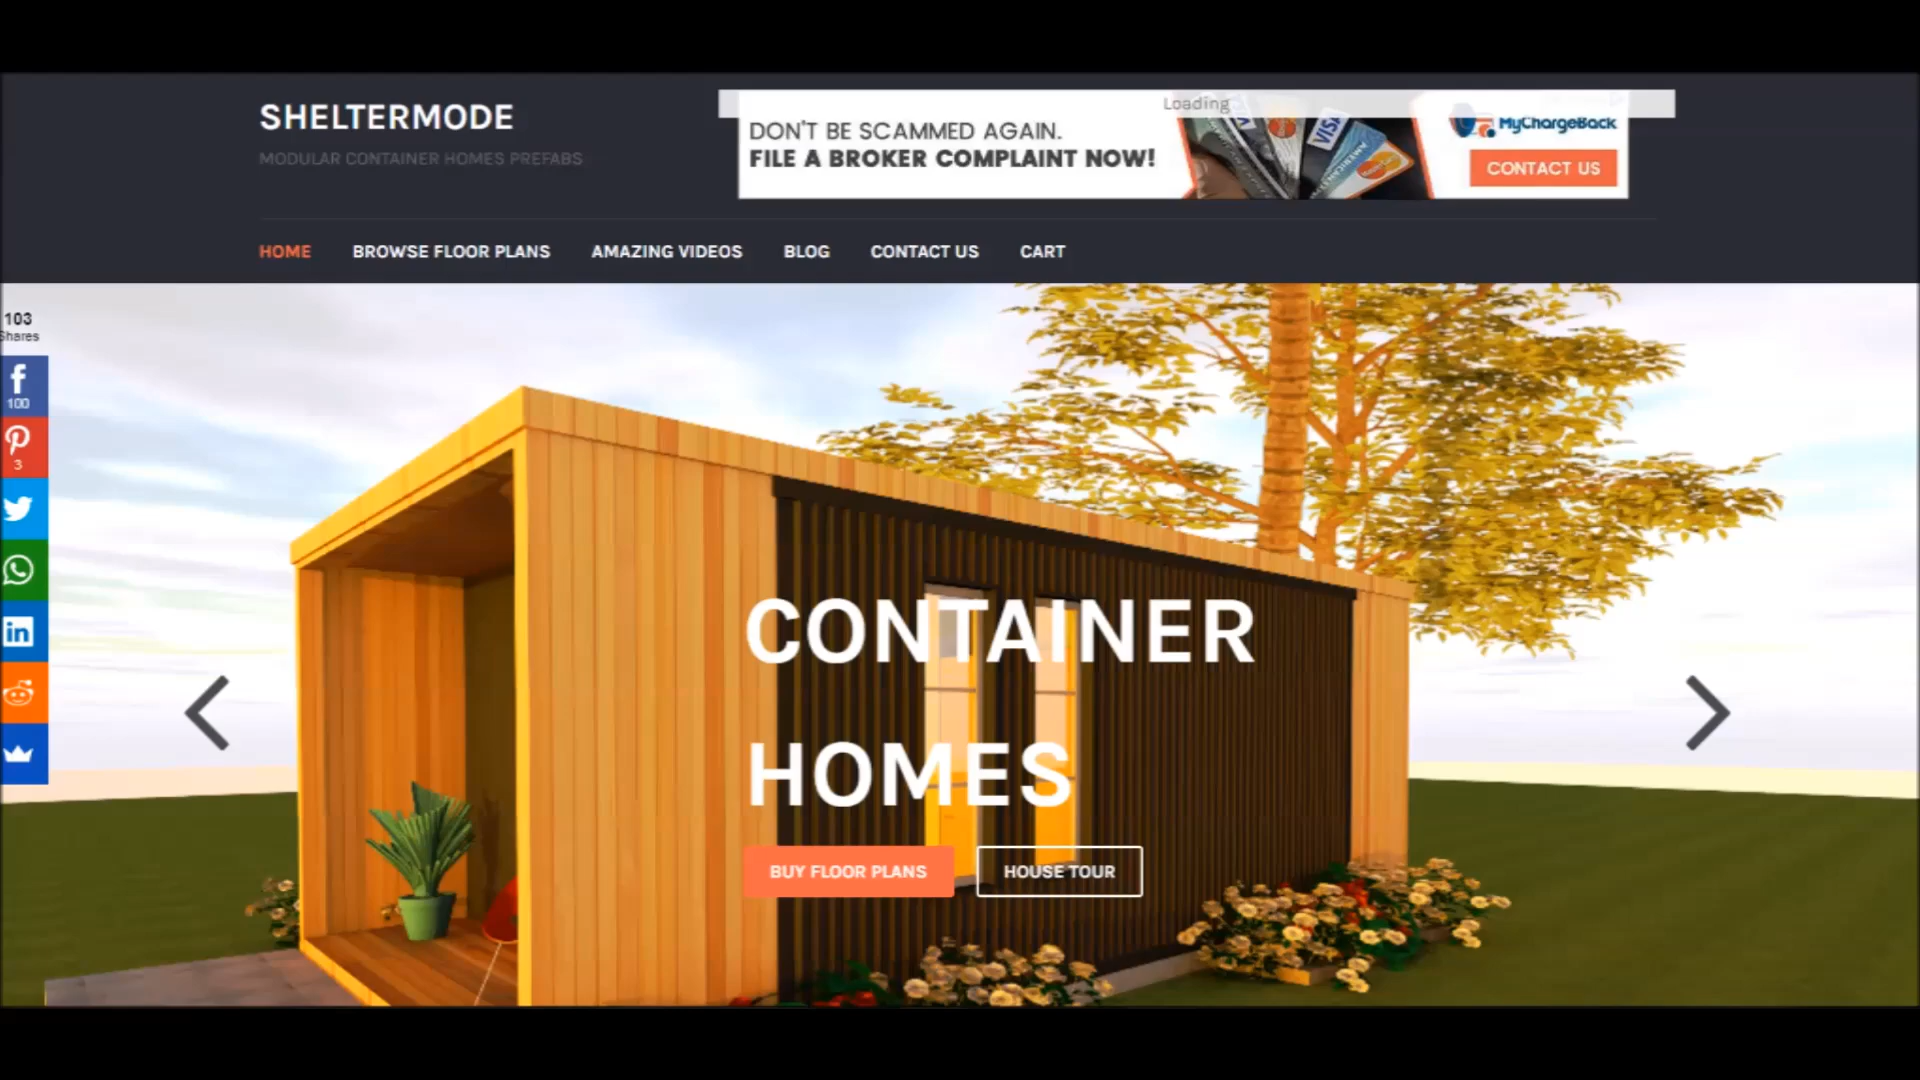 SHELTERMODE
MODULAR CONTAINER HOMES PREFABS
Loading
DON'T BE SCAMMED AGAIN.
FILE A BROKER COMPLAINT NOW!
VISA
MyChargeBack
CONTACT US
HOME BROWSE FLOOR PLANS AMAZING VIDEOS BLOG CONTACT US CART
103
Shares
100
3
CONTAINER
HOMES
BUY FLOOR PLANS HOUSE TOUR